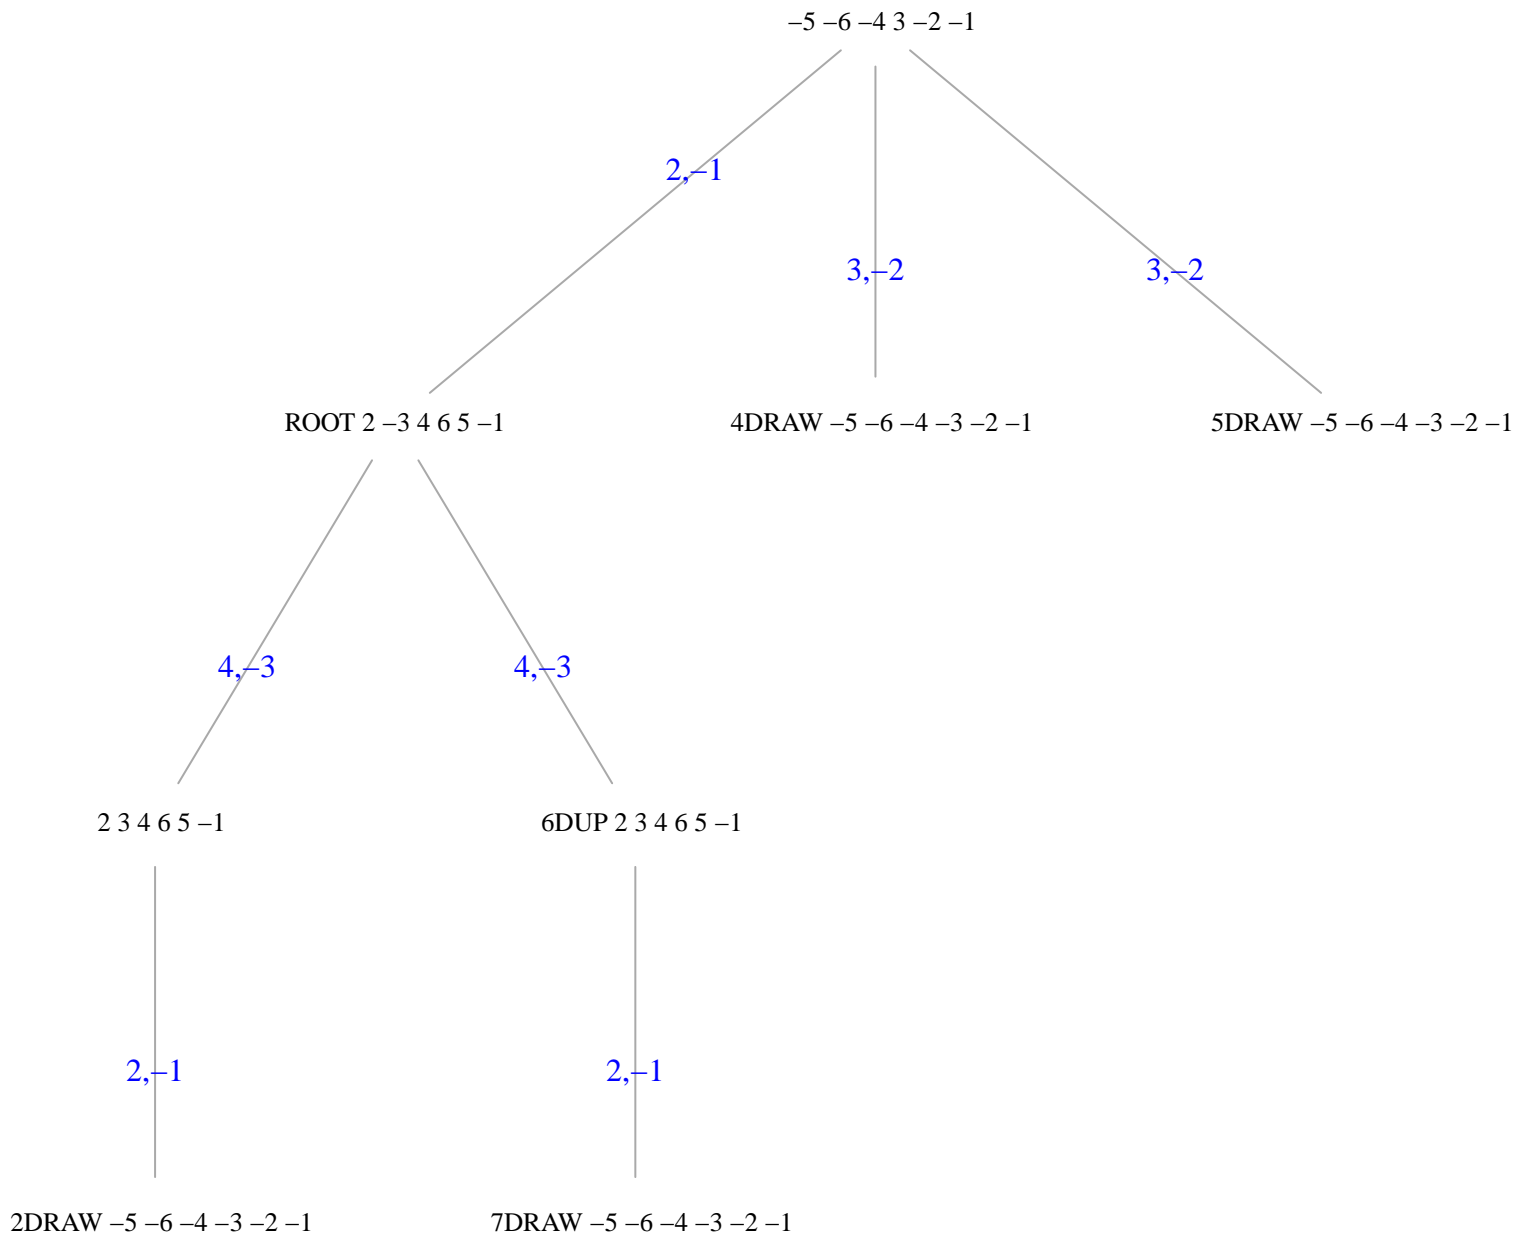 –5 –6 –4 3 –2 –1
2,–1
3,–2
3,–2
ROOT 2 –3 4 6 5 –1
4DRAW –5 –6 –4 –3 –2 –1
5DRAW –5 –6 –4 –3 –2 –1
4,–3
4,–3
2 3 4 6 5 –1
6DUP 2 3 4 6 5 –1
2,–1
2,–1
2DRAW –5 –6 –4 –3 –2 –1
7DRAW –5 –6 –4 –3 –2 –1